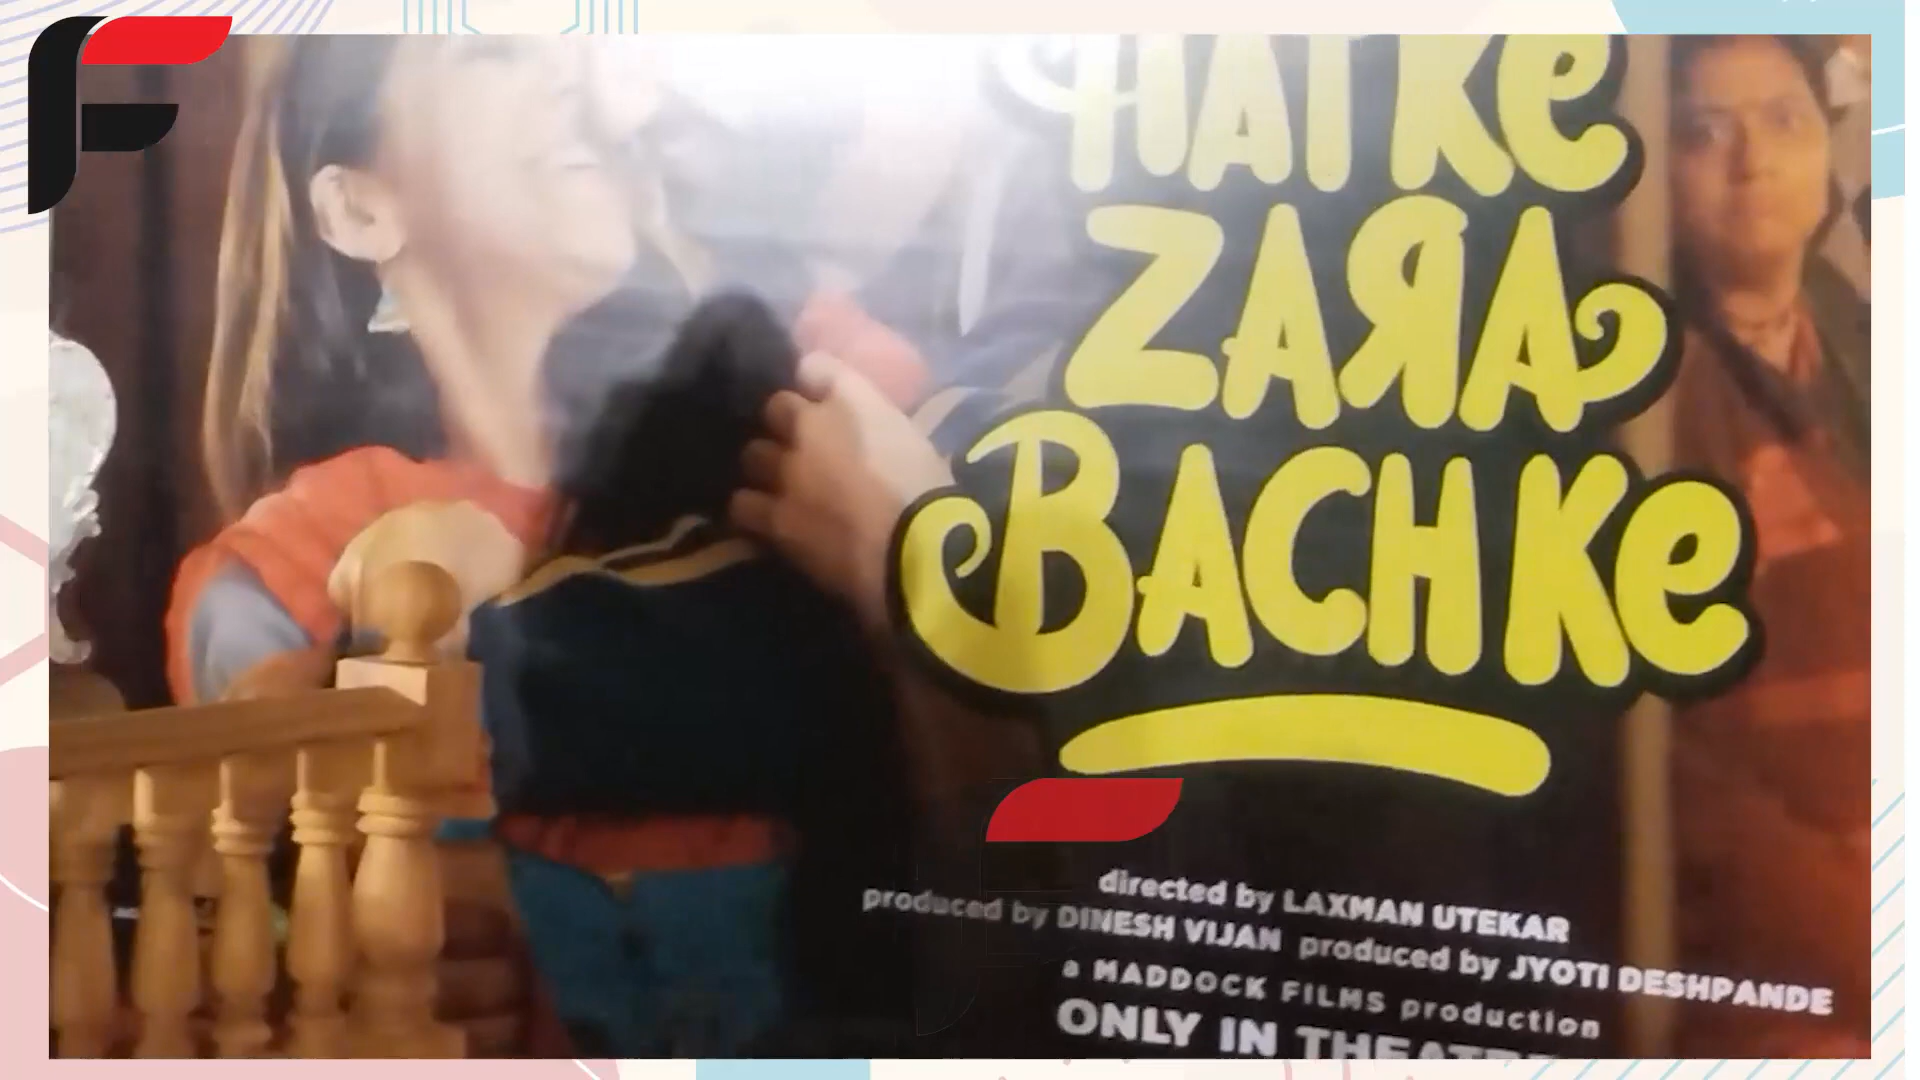 HATKE
ZARA
BACHKE
directed by LAXMAN UTEKAR
produced by DINESH VIJAN produced by JYOTI DESHPANDE
a MADDOCK FILMS production
ONLY IN THEATRE